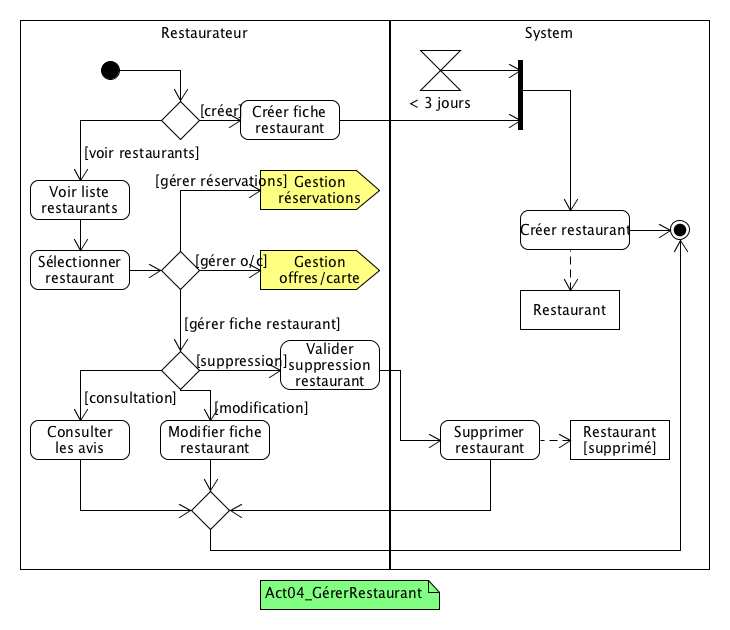 Restaurateur
System
< 3 jours
[créer]
Créer fiche
restaurant
[voir restaurants]
Voir liste
restaurants
[gérer réservations]
Gestion
réservations
Créer restaurant
Sélectionner
restaurant
[gérer o/c]
Gestion
offres/carte
Restaurant
[gérer fiche restaurant]
[suppression]
Valider
suppression
restaurant
[consultation]
[modification]
Consulter
les avis
Modifier fiche
restaurant
Supprimer
restaurant
Restaurant
[supprimé]
Act04_GérerRestaurant